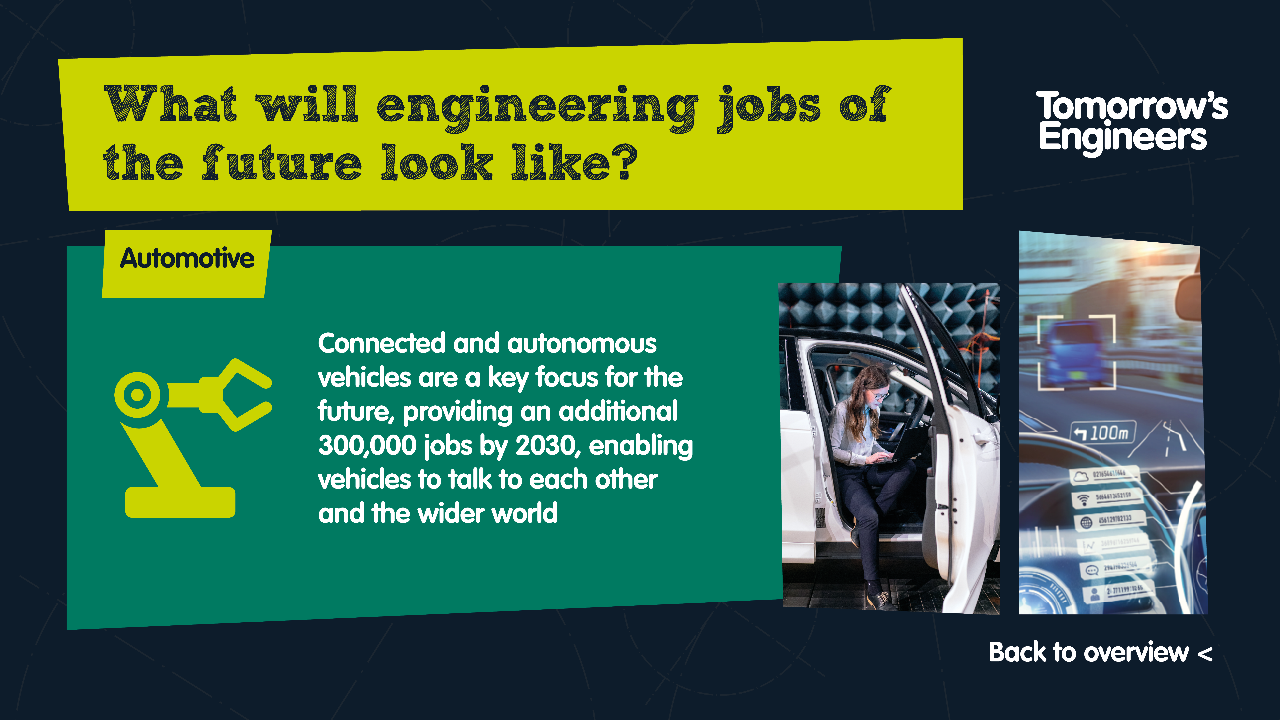 What will engineering jobs of
the future look like?
Tomorrow's
Engineers
Automotive
Connected and autonomous
vehicles are a key focus for the
future, providing an additional
300,000 jobs by 2030, enabling
vehicles to talk to each other
and the wider world
100m
Back to overview <